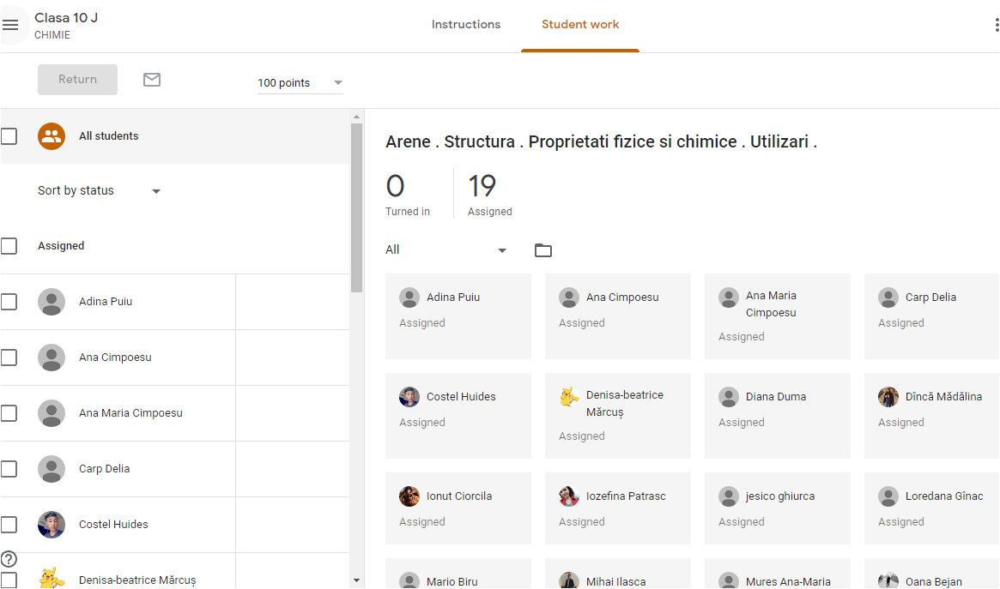 Clasa 10 J
CHIMIE
Instructions
Student work
Return
100 points
All students
Sort by status
Assigned
Adina Puiu
Ana Cimpoesu
Ana Maria Cimpoesu
Carp Delia
Costel Huides
Denisa-beatrice Mărcuș
Arene . Structura . Proprietati fizice si chimice . Utilizari .
0
Turned in
19
Assigned
All
Adina Puiu
Assigned
Ana Cimpoesu
Assigned
Ana Maria
Cimpoesu
Assigned
Carp Delia
Assigned
Costel Huides
Assigned
Denisa-beatrice
Mărcuș
Assigned
Diana Duma
Assigned
Dîncă Mădălina
Assigned
Ionut Ciorcila
Assigned
Iozefina Patrasc
Assigned
jesico ghiurca
Assigned
Loredana Gînac
Assigned
Mario Biru
Mihai Ilasca
Mures Ana-Maria
Oana Bejan